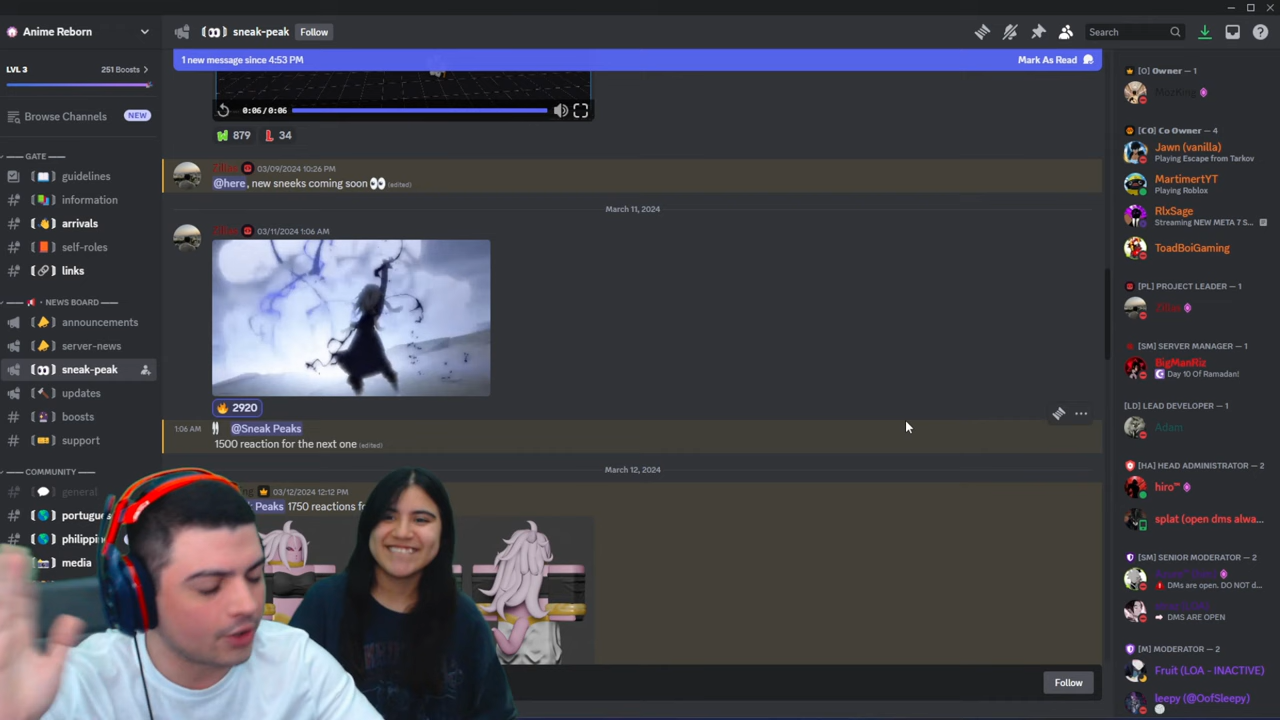 Anime Reborn
sneak-peak
Follow
Search
LVL 3
251 Boosts
1 new message since 4:53 PM
Mark As Read
Browse Channels
NEW
GATE
guidelines
information
arrivals
self-roles
links
NEWS BOARD
announcements
server-news
sneak-peak
updates
boosts
support
COMMUNITY
general
media
0:06/0:06
W 879
L 34
03/09/2024 10:26 PM
@here, new sneeks coming soon (edited)
March 11, 2024
03/11/2024 1:06 AM
2920
1:06 AM
@Sneak Peaks
1500 reaction for the next one (edited)
March 12, 2024
03/12/2024 12:12 PM
Peaks 1750 reactions
Follow
[O] Owner — 1
[CO] Co Owner — 4
Jawn (vanilla)
Playing Escape from Tarkov
MartimertYT
Playing Roblox
RlxSage
Streaming NEW META 7 S...
ToadBoiGaming
[PL] PROJECT LEADER — 1
[SM] SERVER MANAGER — 1
BigManRiz
Day 10 Of Ramadan!
[LD] LEAD DEVELOPER — 1
Adam
[HA] HEAD ADMINISTRATOR — 2
hiro™
splat (open dms alwa...
[SM] SENIOR MODERATOR — 2
DMs are open. DO NOT d...
DMS ARE OPEN
[M] MODERATOR — 2
Fruit (LOA - INACTIVE)
leepy (@OofSleepy)